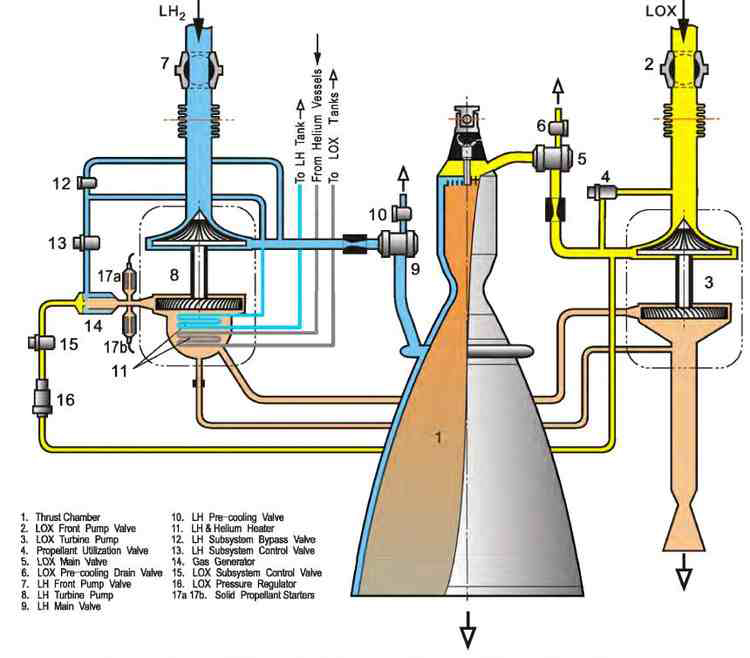 LH2
LOX
7
2
To LH Tank
From Helium Vessels
To LOX Tanks
6
5
12
4
10
13
17a
8
9
3
14
15
17b
11
16
1
1. Thrust Chamber
2. LOX Front Pump Valve
3. LOX Turbine Pump
4. Propellant Utilization Valve
5. LOX Main Valve
6. LOX Pre-cooling Drain Valve
7. LH Front Pump Valve
8. LH Turbine Pump
9. LH Main Valve
10. LH Pre-cooling Valve
11. LH & Helium Heater
12. LH Subsystem Bypass Valve
13. LH Subsystem Control Valve
14. Gas Generator
15. LOX Subsystem Control Valve
16. LOX Pressure Regulator
17a 17b. Solid Propellant Starters